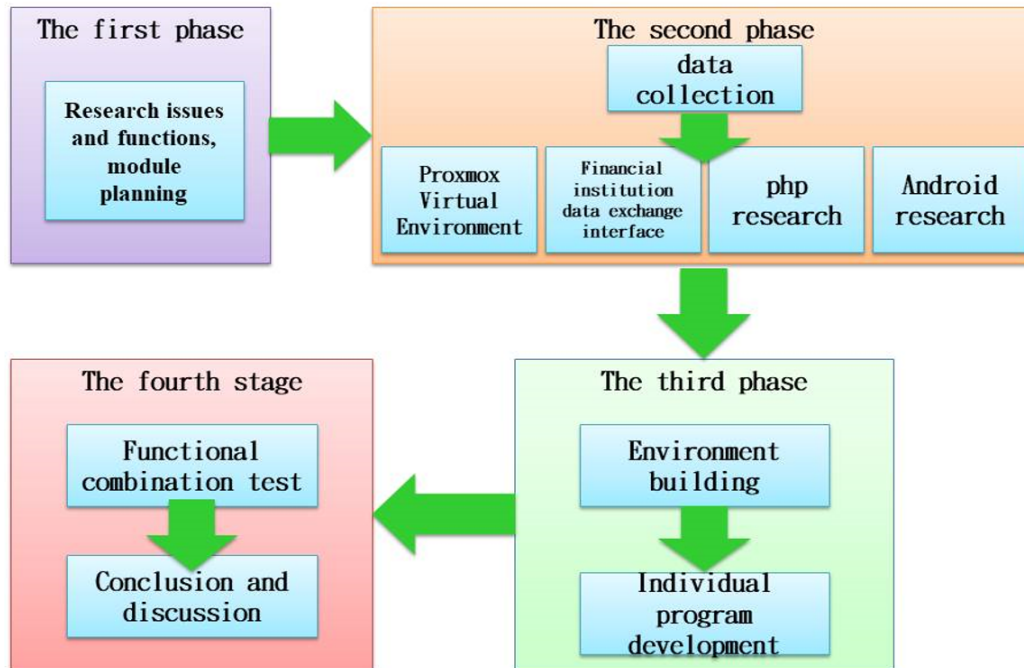 The first phase
Research issues
and functions,
module
planning
The second phase
data
collection
Proxmox
Virtual
Environment
Financial
institution
data exchange
interface
php
research
Android
research
The third phase
Environment
building
Individual
program
development
The fourth stage
Functional
combination test
Conclusion and
discussion